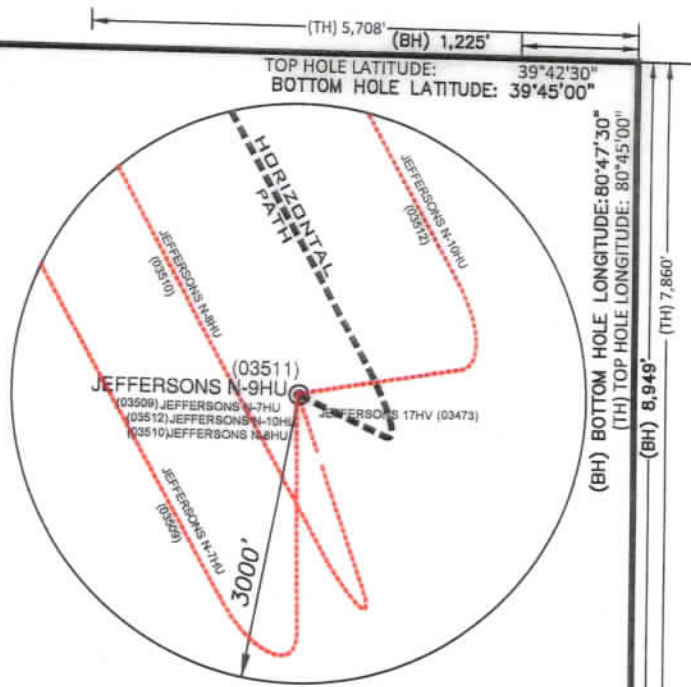 (TH) 5,708'
(BH) 1,225'
TOP HOLE LATITUDE: 39°42'30"
BOTTOM HOLE LATITUDE: 39°45'00"
(BH) BOTTOM HOLE LONGITUDE: 80°47'30"
(TH) TOP HOLE LONGITUDE: 80°45'00"
(BH) 8,949'
(TH) 7,860'
HORIZONTAL
PATH
JEFFERSONS N-10HU
(03512)
JEFFERSONS N-8HU
(03510)
(03511)
JEFFERSONS N-9HU
(03509) JEFFERSONS N-7HU
(03512) JEFFERSONS N-10HU
(03510) JEFFERSONS N-8HU
JEFFERSONS 17HV (03473)
JEFFERSONS N-7HU
(03509)
3000'